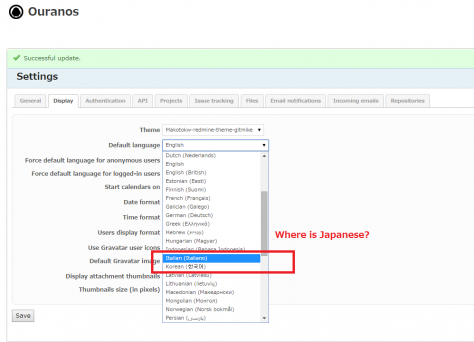 Ouranos
Successful update.
Settings
General Display Authentication API Projects Issue tracking Files Email notifications Incoming emails Repositories
Theme Makotokw-redmine-theme-gitmike
Default language English
Force default language for anonymous users
Force default language for logged-in users
Start calendars on
Date format
Time format
Users display format
Use Gravatar user icons
Default Gravatar image
Display attachment thumbnails
Thumbnails size (in pixels)
Dutch (Nederlands)
English
English (British)
Estonian (Eesti)
Finnish (Suomi)
French (Français)
Galician (Galego)
German (Deutsch)
Greek (Ελληνικά)
Hebrew (עברית)
Hungarian (Magyar)
Indonesian (Bahasa Indonesia)
Italian (Italiano)
Korean (한국어)
Latvian (Latviešu)
Lithuanian (lietuvių)
Macedonian (Македонски)
Mongolian (Монгол)
Norwegian (Norsk bokmål)
Persian (پارسی)
Where is Japanese?
Save